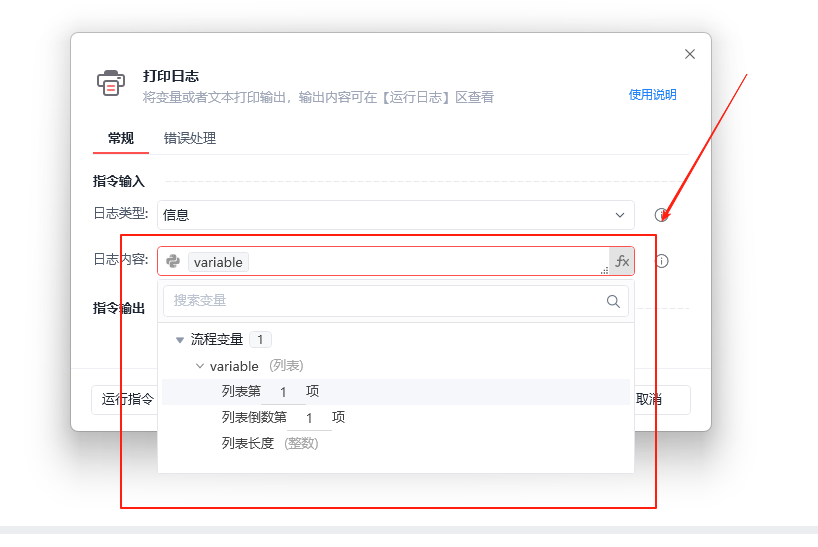 打印日志
将变量或者文本打印输出，输出内容可在【运行日志】区查看
使用说明
常规 错误处理
指令输入
日志类型: 信息
日志内容: variable fx
搜索变量
指令输出
流程变量 1
variable (列表)
列表第 1 项
运行指令 取消
列表倒数第 1 项
列表长度 (整数)